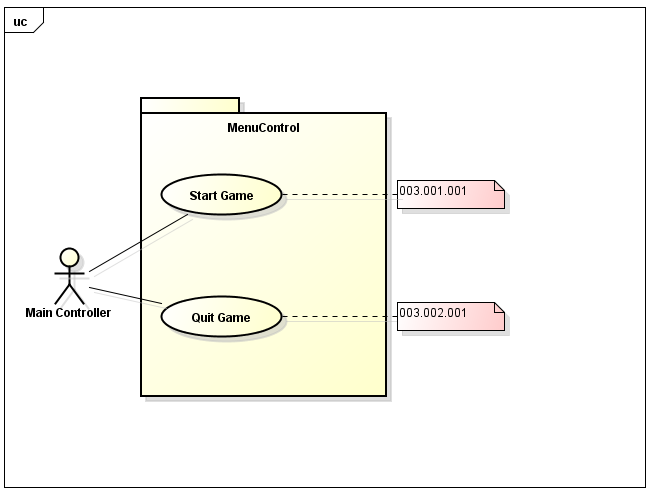 uc
MenuControl
Start Game
003.001.001
Main Controller
Quit Game
003.002.001